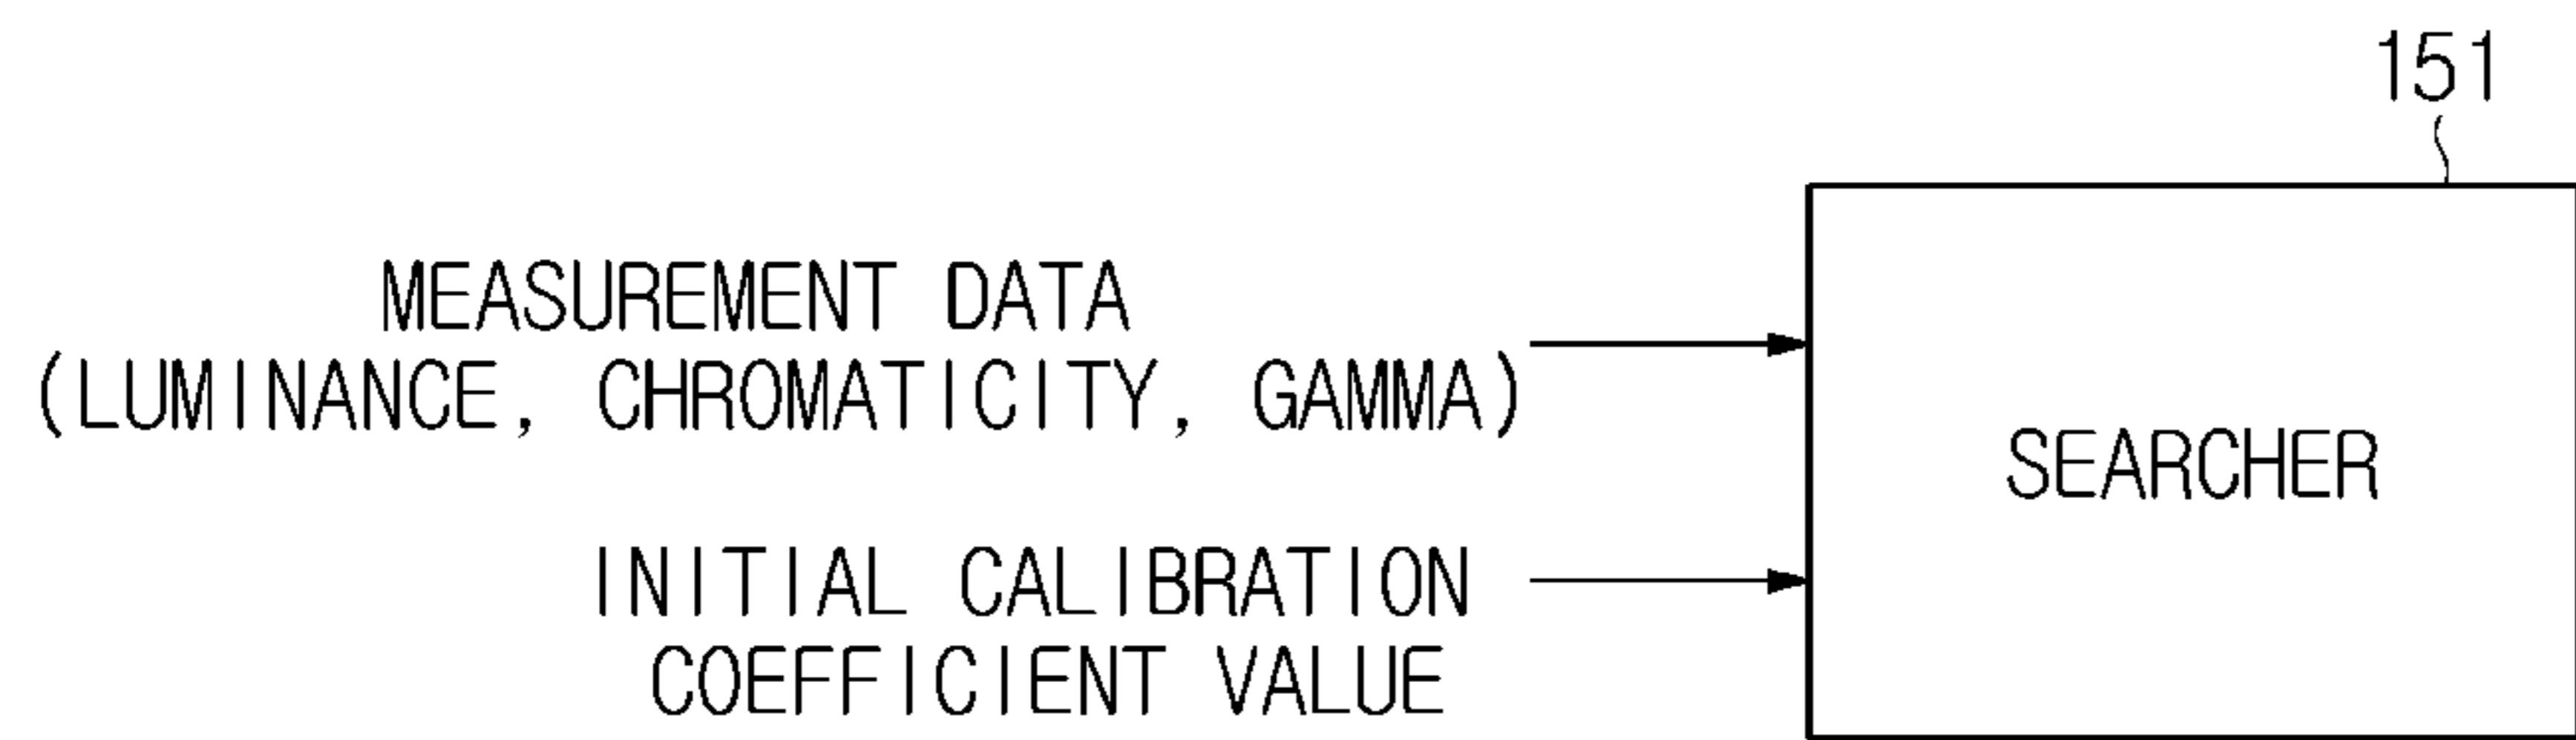 151
MEASUREMENT DATA
(LUMINANCE, CHROMATICITY, GAMMA)
SEARCHER
INITIAL CALIBRATION
COEFFICIENT VALUE